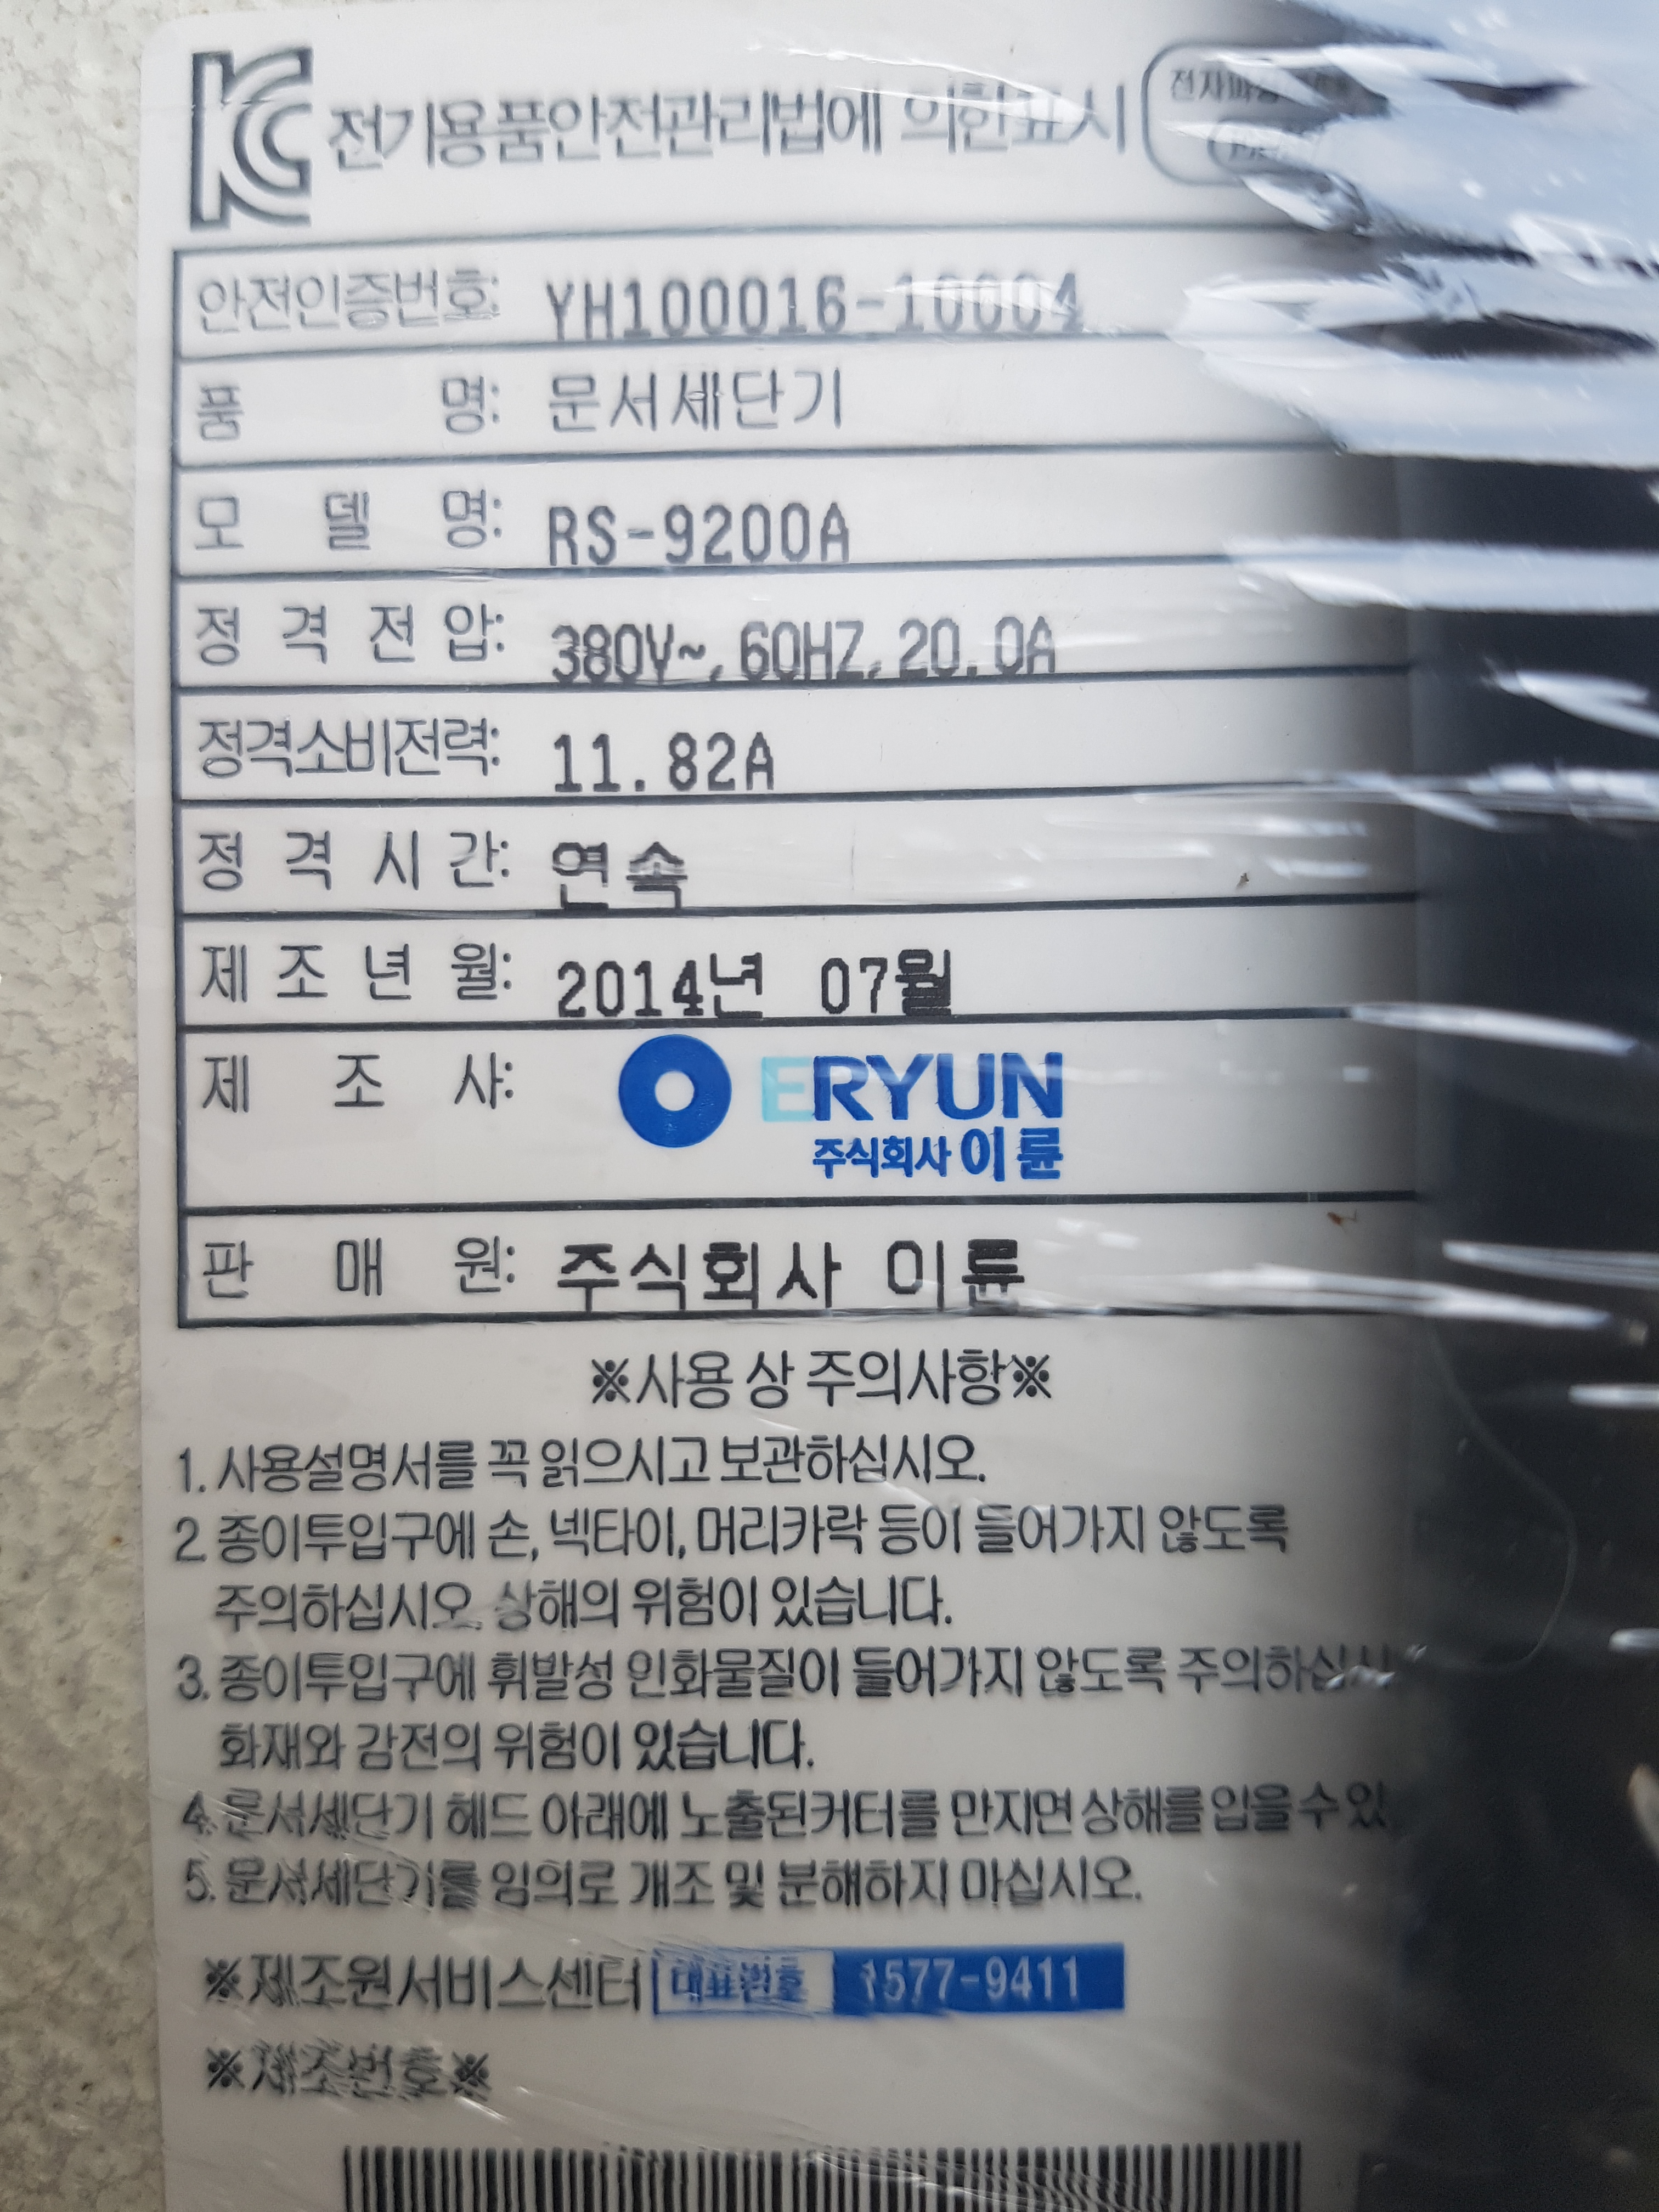 전기용품안전관리법에 의한표시
안전인증번호: YH100016-10004
품 명: 문서세단기
모 델 명: RS-9200A
정 격 전 압: 380V~, 60HZ, 20.0A
정격소비전력: 11.82A
정 격 시 간: 연속
제 조 년 월: 2014년 07월
제 조 사: ERYUN
주식회사 이륜
판 매 원: 주식회사 이륜
※사용 상 주의사항※
1. 사용설명서를 꼭 읽으시고 보관하십시오.
2. 종이투입구에 손, 넥타이, 머리카락 등이 들어가지 않도록
주의하십시오. 상해의 위험이 있습니다.
3. 종이투입구에 휘발성 인화물질이 들어가지 않도록 주의하십시
화재와 감전의 위험이 있습니다.
4. 문서세단기 헤드 아래에 노출된커터를 만지면 상해를 입을 수 있
5. 문서세단기를 임의로 개조 및 분해하지 마십시오.
※제조원서비스센터 대표번호 1577-9411
※제조번호※